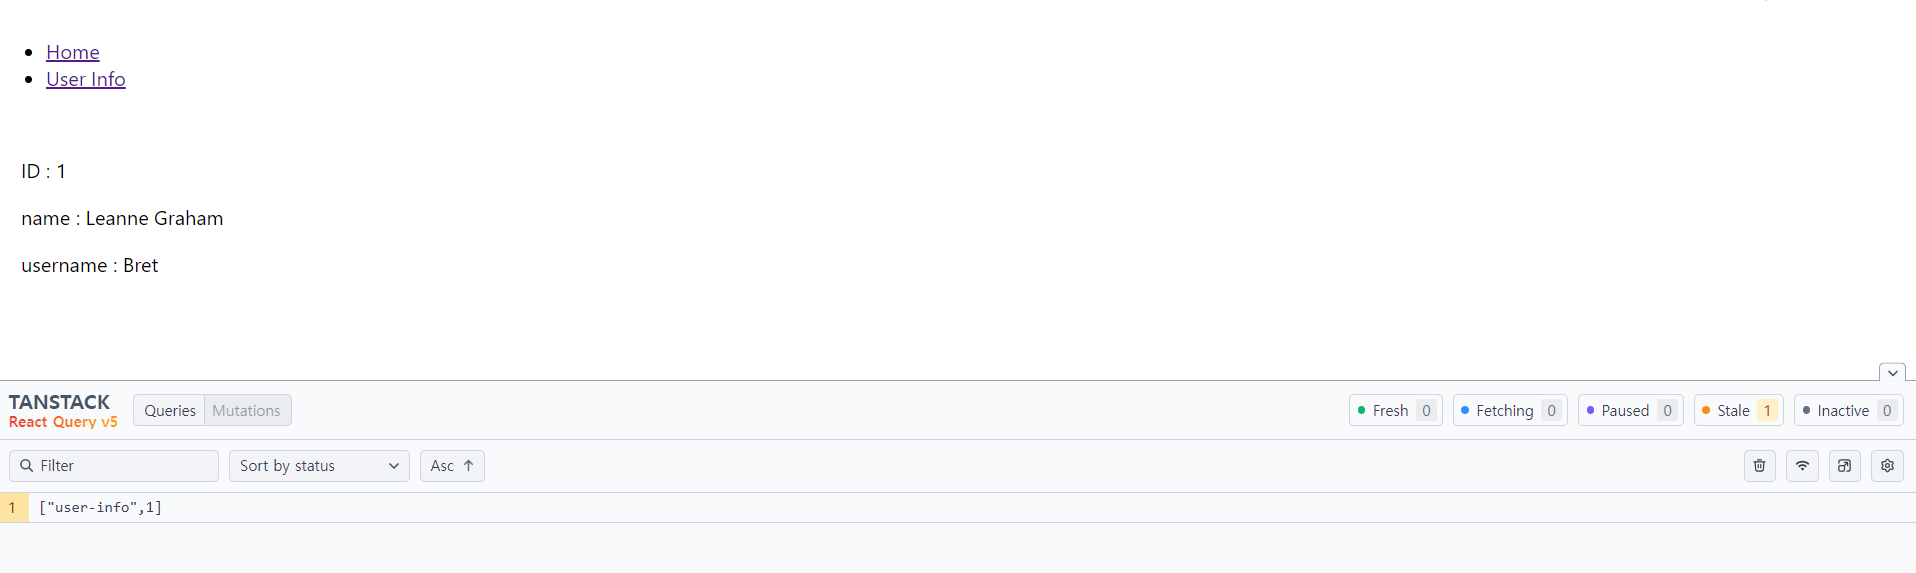 Home
User Info
ID : 1
name : Leanne Graham
username : Bret
TANSTACK
React Query v5
Queries Mutations
Fresh 0 Fetching 0 Paused 0 Stale 1 Inactive 0
Filter Sort by status Asc ↑
1 ["user-info",1]